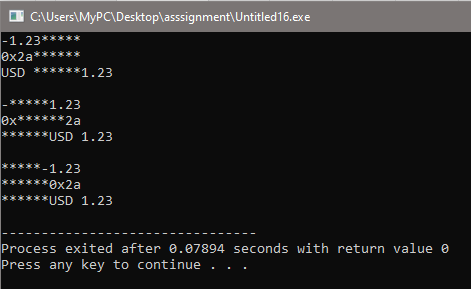 C:\Users\MyPC\Desktop\asssignment\Untitled16.exe
-1.23*****
0x2a******
USD ******1.23
-*****1.23
0x******2a
******USD 1.23
*****-1.23
******0x2a
******USD 1.23
--------------------------------
Process exited after 0.07894 seconds with return value 0
Press any key to continue . . .